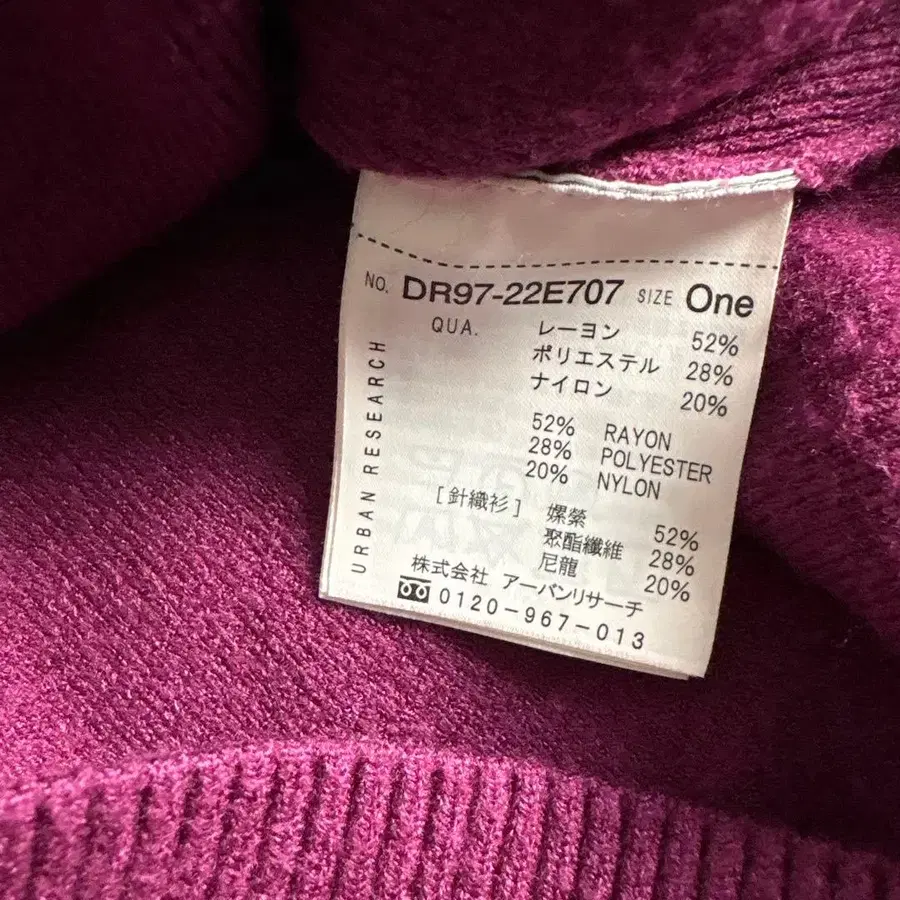 NO. DR97-22E707 SIZE One
QUA. レーヨン 52%
ポリエステル 28%
ナイロン 20%
52% RAYON
28% POLYESTER
20% NYLON
[針織衫] 嫘縈 52%
聚酯纖維 28%
尼龍 20%
株式会社 アーバンリサーチ
0120-967-013
URBAN RESEARCH